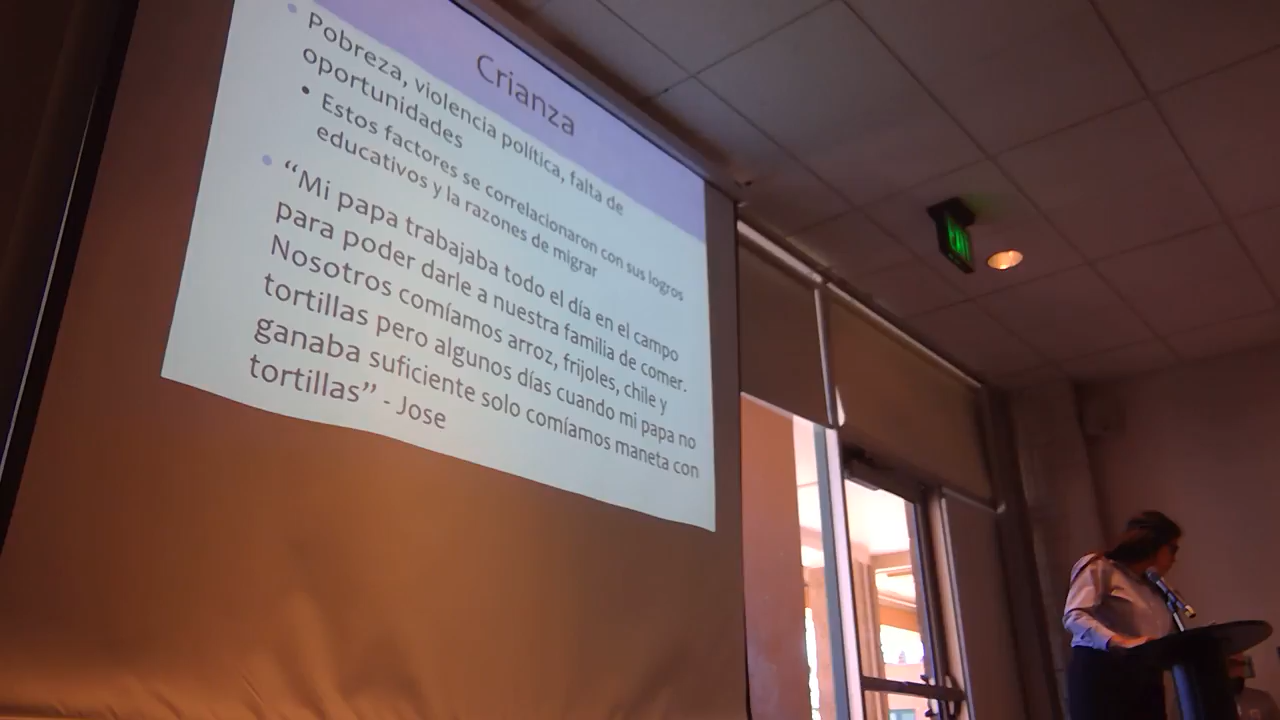 Crianza
Pobreza, violencia política, falta de
oportunidades
Estos factores se correlacionaron con sus logros
educativos y la razones de migrar
“Mi papa trabajaba todo el día en el campo
para poder darle a nuestra familia de comer.
Nosotros comíamos arroz, frijoles, chile y
tortillas pero algunos días cuando mi papa no
ganaba suficiente solo comíamos maneta con
tortillas” - Jose
EXIT